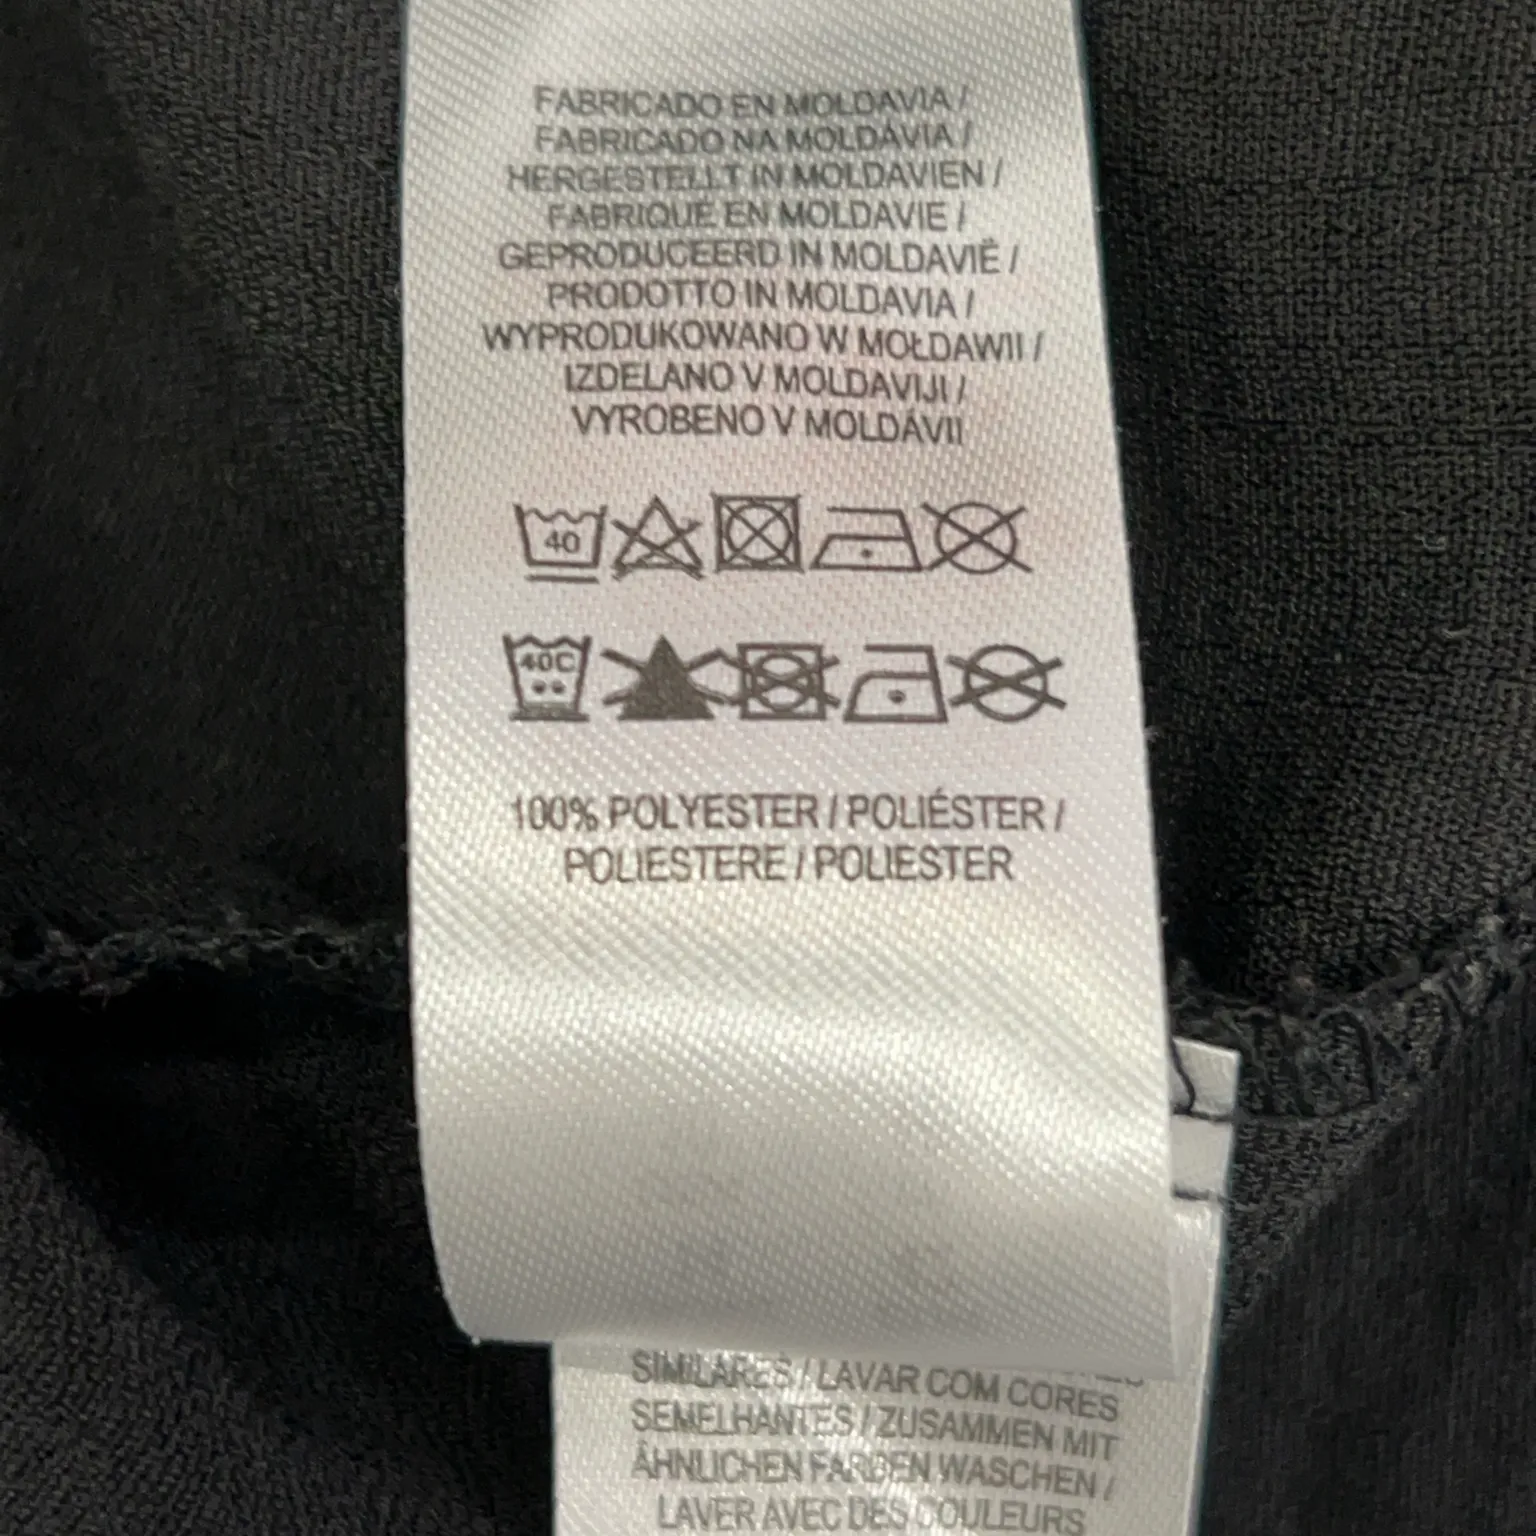 FABRICADO EN MOLDAVIA /
FABRICADO NA MOLDÁVIA /
HERGESTELLT IN MOLDAVIEN /
FABRIQUÉ EN MOLDAVIE /
GEPRODUCEERD IN MOLDAVIË /
PRODOTTO IN MOLDAVIA /
WYPRODUKOWANO W MOŁDAWII /
IZDELANO V MOLDAVIJI /
VYROBENO V MOLDÁVII
40
40C
100% POLYESTER / POLIÉSTER /
POLIESTERE / POLIESTER
SIMILARES / LAVAR COM CORES
SEMELHANTES / ZUSAMMEN MIT
ÄHNLICHEN FARBEN WASCHEN /
LAVER AVEC DES COULEURS